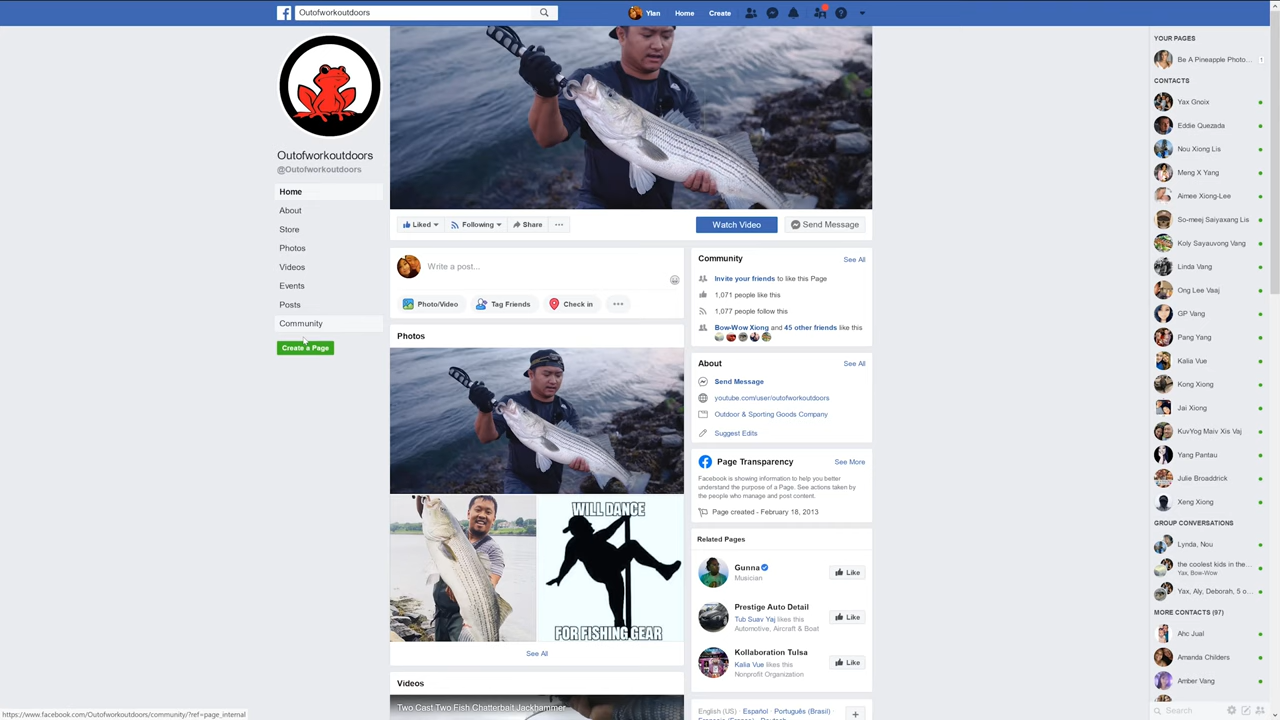 Outofworkoutdoors
Ylan
Home
Create
Outofworkoutdoors
@Outofworkoutdoors
Home
About
Store
Photos
Videos
Events
Posts
Community
Create a Page
Liked
Following
Share
Watch Video
Send Message
Write a post...
Photo/Video
Tag Friends
Check in
Photos
WILL DANCE
FOR FISHING GEAR
See All
Videos
Two Cast Two Fish Chatterbait Jackhammer
Community
See All
Invite your friends to like this Page
1,071 people like this
1,077 people follow this
Bow-Wow Xiong and 45 other friends like this
About
See All
Send Message
youtube.com/user/outofworkoutdoors
Outdoor & Sporting Goods Company
Suggest Edits
Page Transparency
See More
Facebook is showing information to help you better
understand the purpose of a Page. See actions taken by
the people who manage and post content.
Page created - February 18, 2013
Related Pages
Gunna
Musician
Like
Prestige Auto Detail
Tub Suav Yaj likes this
Automotive, Aircraft & Boat
Like
Kollaboration Tulsa
Kalia Vue likes this
Nonprofit Organization
Like
English (US) · Español · Português (Brasil) ·
YOUR PAGES
Be A Pineapple Photo...
1
CONTACTS
Yax Gnoix
Eddie Quezada
Nou Xiong Lis
Meng X Yang
Aimee Xiong-Lee
So-meej Saiyaxang Lis
Koly Sayauvong Vang
Linda Vang
Ong Lee Vaaj
GP Vang
Pang Yang
Kalia Vue
Kong Xiong
Jai Xiong
KuvYog Maiv Xis Vaj
Yang Pantau
Julie Broaddrick
Xeng Xiong
GROUP CONVERSATIONS
Lynda, Nou
the coolest kids in the...
Yax, Bow-Wow
Yax, Aly, Deborah, 5 o...
MORE CONTACTS (97)
Ahc Jual
Amanda Childers
Amber Vang
Search
https://www.facebook.com/Outofworkoutdoors/community/?ref=page_internal